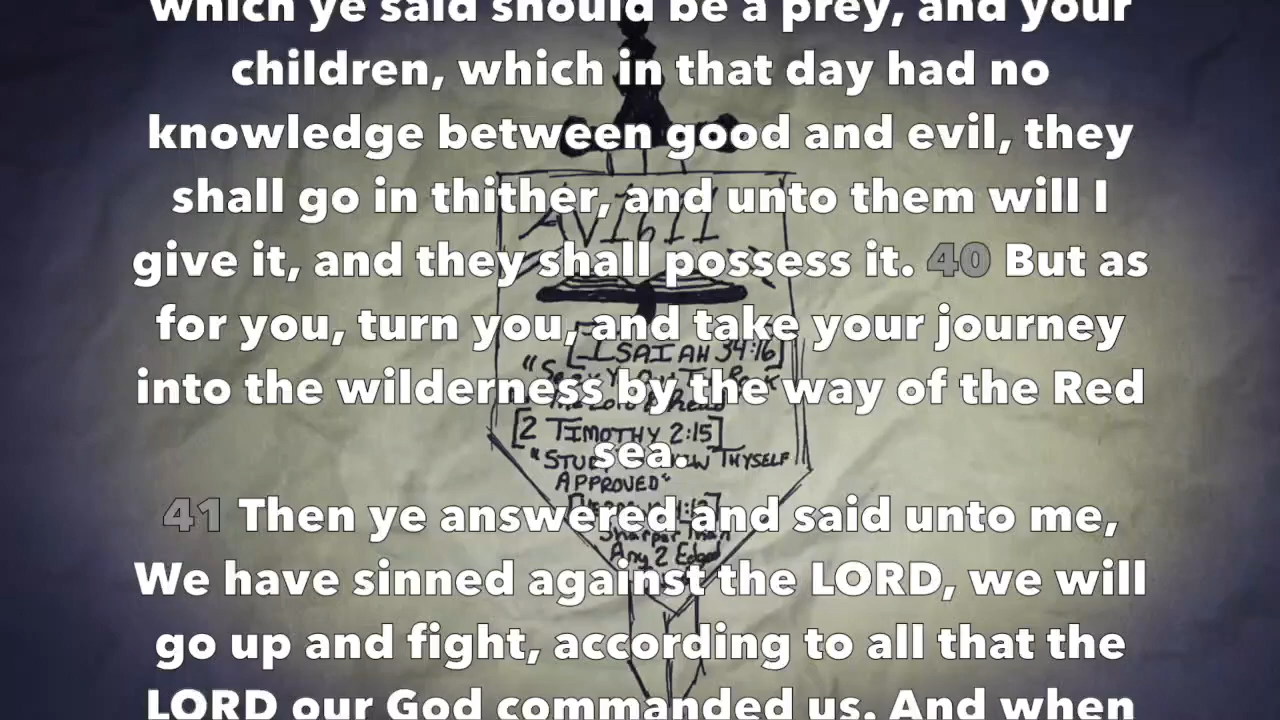 which ye said should be a prey, and your
children, which in that day had no
knowledge between good and evil, they
shall go in thither, and unto them will I
give it, and they shall possess it. 40 But as
for you, turn you, and take your journey
into the wilderness by the way of the Red
sea.
41 Then ye answered and said unto me,
We have sinned against the LORD, we will
go up and fight, according to all that the
LORD our God commanded us. And when
[ISAIAH 34:16]
[2 TIMOTHY 2:15]
THYSELF
APPROVED"
Sharper Than
Any 2 Edged